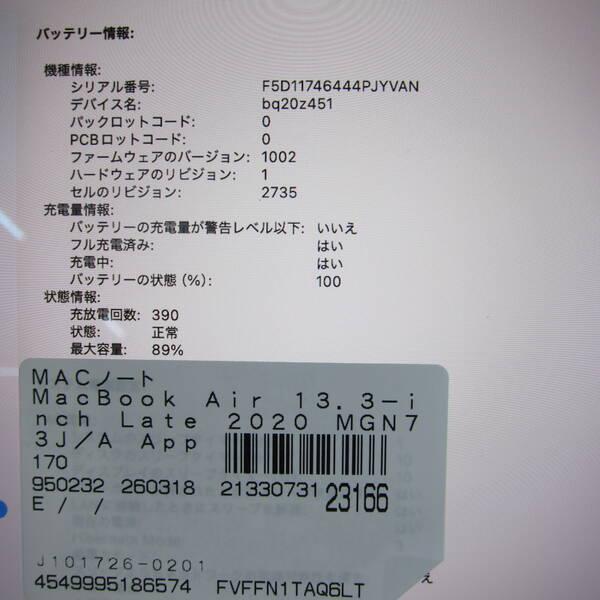 バッテリー情報:
機種情報:
シリアル番号: F5D11746444PJYVAN
デバイス名: bq20z451
パックロットコード: 0
PCBロットコード: 0
ファームウェアのバージョン: 1002
ハードウェアのリビジョン: 1
セルのリビジョン: 2735
充電量情報:
バッテリーの充電量が警告レベル以下: いいえ
フル充電済み: はい
充電中: はい
バッテリーの状態 (%): 100
状態情報:
充放電回数: 390
状態: 正常
最大容量: 89%
MACノート
MacBook Air 13.3-i
nch Late 2020 MGN7
3J/A App
170
950232 260318 21330731 23166
E / /
J101726-0201
4549995186574 FVFFN1TAQ6LT
え